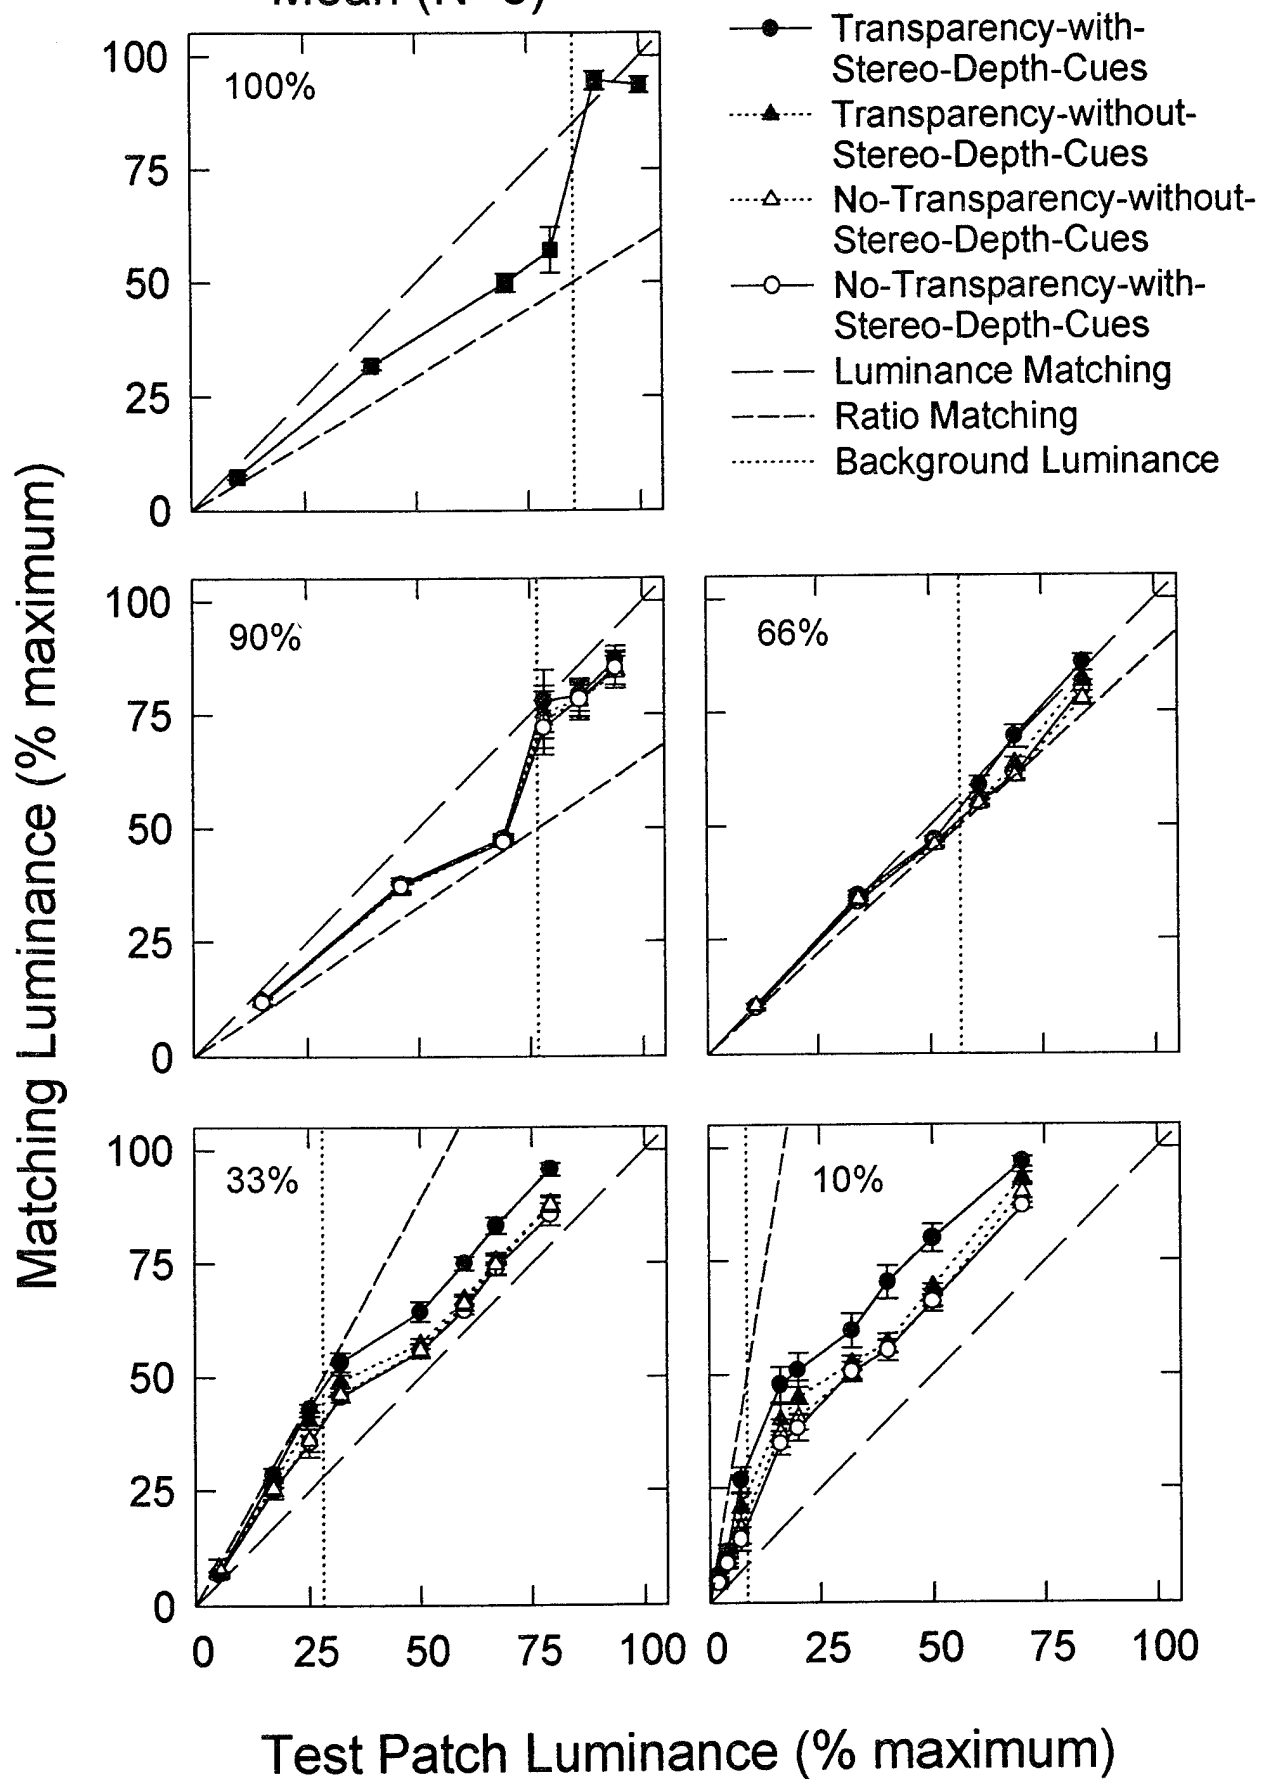 Transparency-with-
Stereo-Depth-Cues
Transparency-without-
Stereo-Depth-Cues
No-Transparency-without-
Stereo-Depth-Cues
No-Transparency-with-
Stereo-Depth-Cues
Luminance Matching
Ratio Matching
Background Luminance
100
75
50
25
0
100%
100
75
50
25
0
90%
66%
100
75
50
25
0
33%
10%
0 25 50 75 100
0 25 50 75 100
Matching Luminance (% maximum)
Test Patch Luminance (% maximum)